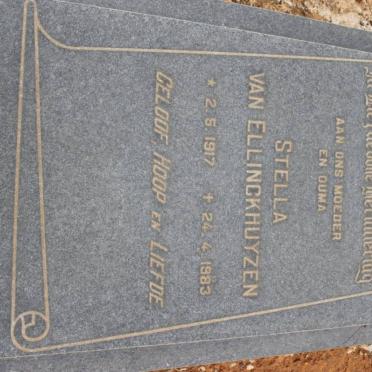 AAN ONS MOEDER
EN OUMA
STELLA
VAN ELLINCKHUYZEN
* 2.5.1917 + 24.4.1983
GELOOF, HOOP EN LIEFDE